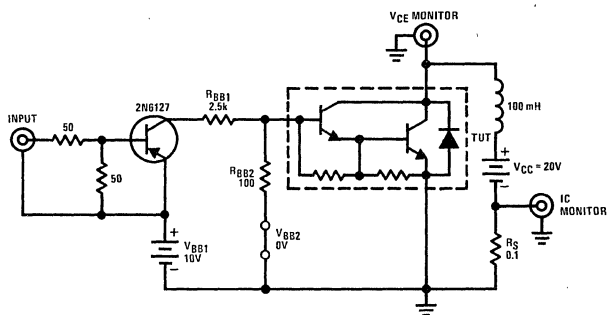 VCE MONITOR
INPUT
50
50
2N6127
RBB1
2.5k
RBB2
100
VBB2
0V
+
VBB1
10V
−
TUT
100 mH
+
VCC = 20V
−
IC
MONITOR
RS
0.1